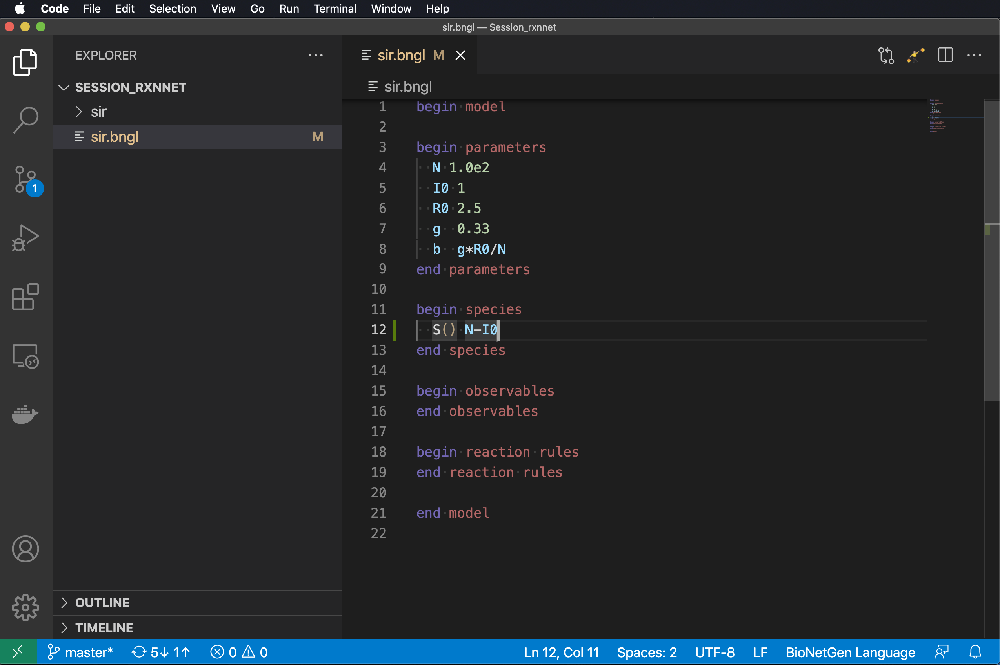 Code File Edit Selection View Go Run Terminal Window Help
sir.bngl — Session_rxnnet
EXPLORER
SESSION_RXNNET
sir
sir.bngl M
sir.bngl M
sir.bngl
1 begin model
2
3 begin parameters
4 N 1.0e2
5 I0 1
6 R0 2.5
7 g 0.33
8 b g*R0/N
9 end parameters
10
11 begin species
12 S() N-I0
13 end species
14
15 begin observables
16 end observables
17
18 begin reaction rules
19 end reaction rules
20
21 end model
22
1
OUTLINE
TIMELINE
master* 5↓ 1↑ 0 0 Ln 12, Col 11 Spaces: 2 UTF-8 LF BioNetGen Language